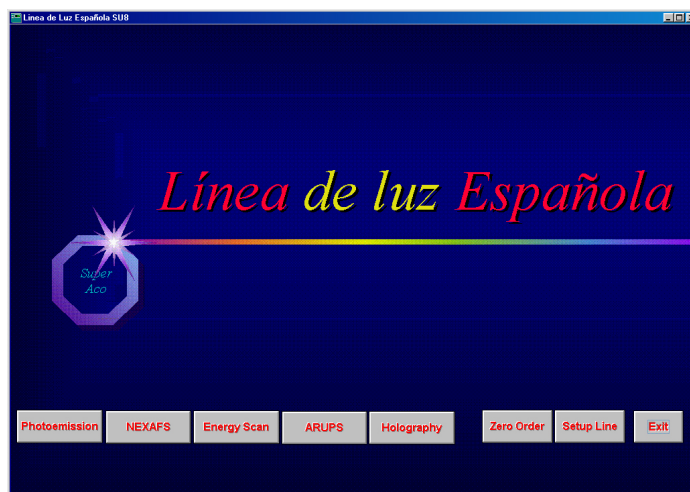 Línea de Luz Española SU8
Línea de luz Española
Super
Aco
Photoemission
NEXAFS
Energy Scan
ARUPS
Holography
Zero Order
Setup Line
Exit